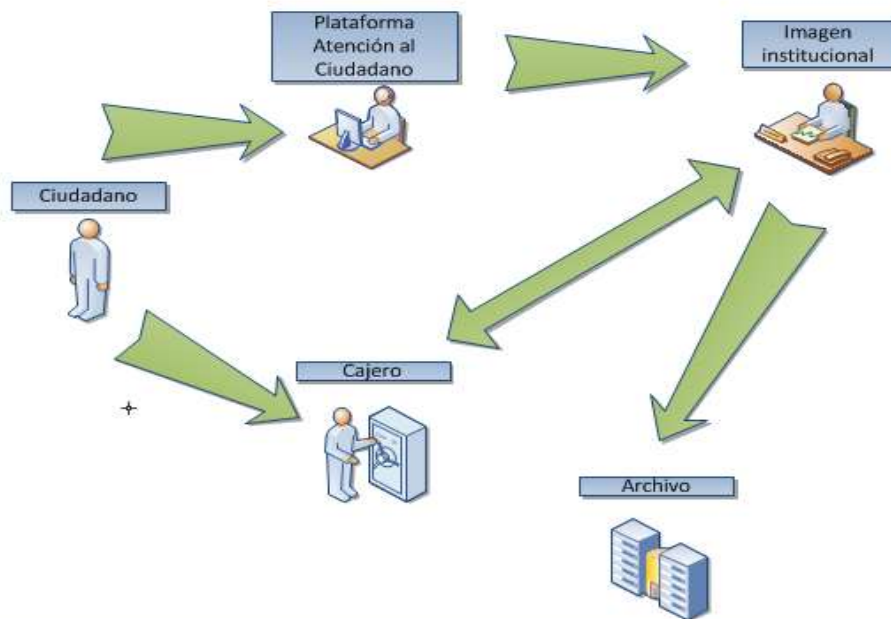 Plataforma
Atención al
Ciudadano
Imagen
institucional
Ciudadano
Cajero
Archivo